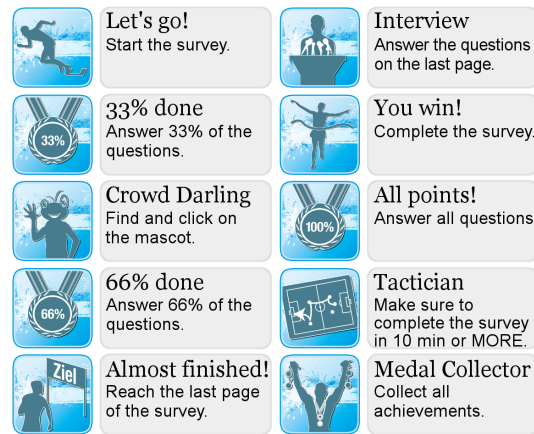 Let's go!
Start the survey.
Interview
Answer the questions
on the last page.
33%
33% done
Answer 33% of the
questions.
You win!
Complete the survey.
Crowd Darling
Find and click on
the mascot.
100%
All points!
Answer all questions
66%
66% done
Answer 66% of the
questions.
Tactician
Make sure to
complete the survey
in 10 min or MORE.
Ziel
Almost finished!
Reach the last page
of the survey.
Medal Collector
Collect all
achievements.